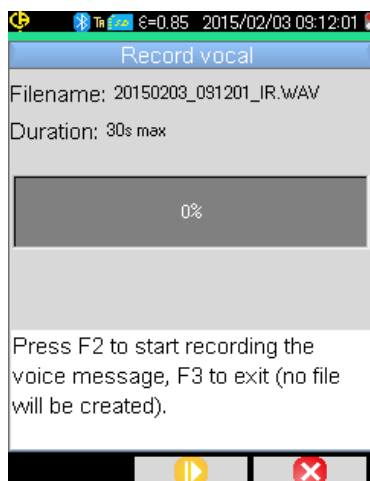 ε=0.85 2015/02/03 09:12:01
Record vocal
Filename: 20150203_091201_IR.WAV
Duration: 30s max
0%
Press F2 to start recording the
voice message, F3 to exit (no file
will be created).